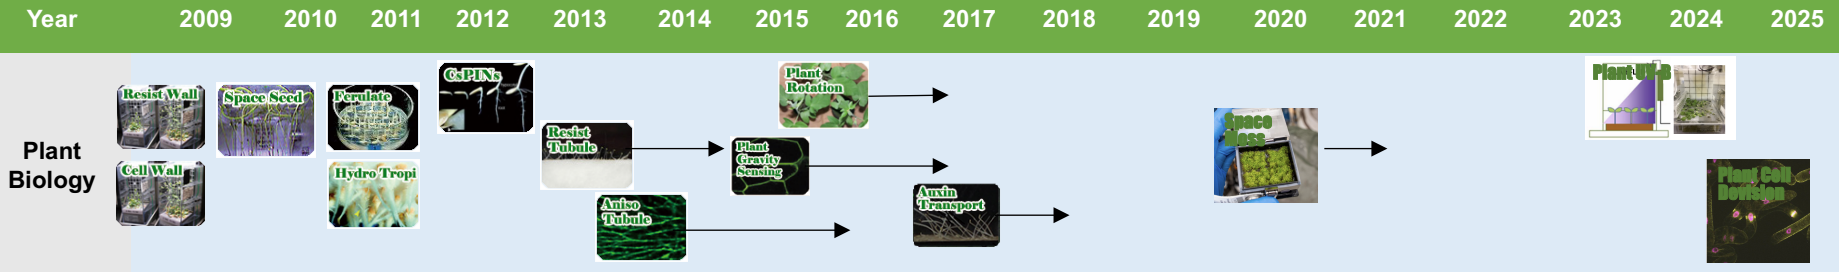 Year 2009 2010 2011 2012 2013 2014 2015 2016 2017 2018 2019 2020 2021 2022 2023 2024 2025
Plant
Biology
Resist Wall
Cell Wall
Space Seed
Ferulate
Hydro Tropi
CsPINs
Resist
Tubule
Aniso
Tubule
Plant
Rotation
Plant
Gravity
Sensing
Auxin
Transport
Space
Moss
Plant UV-B
Plant Cell
Devision